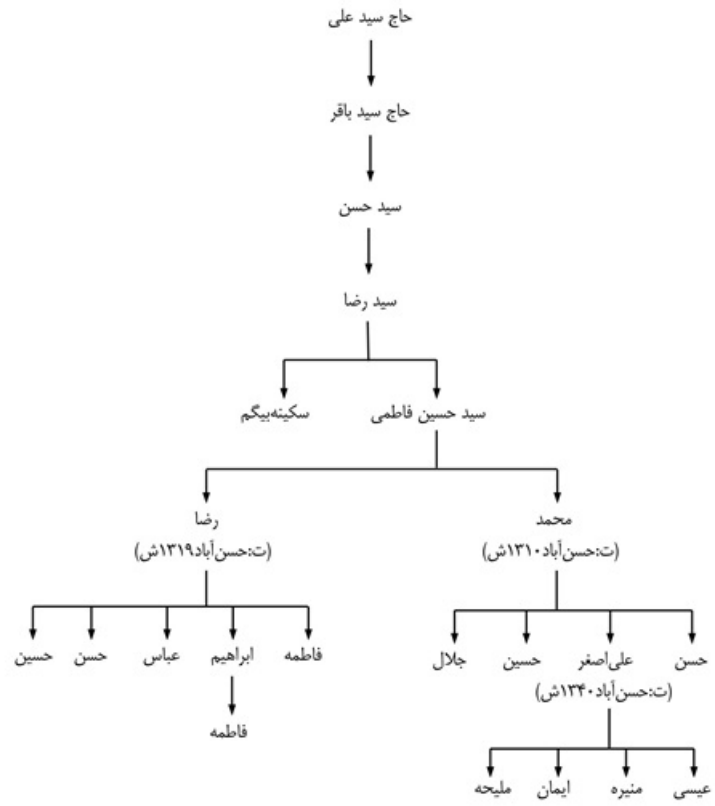 حاج سید علی
حاج سید باقر
سید حسن
سید رضا
سید حسین فاطمی
سکینه‌بیگم
محمد
(ت:حسن‌آباد۱۳۱۰ش)
رضا
(ت:حسن‌آباد۱۳۱۹ش)
حسن
علی‌اصغر
حسین
جلال
(ت:حسن‌آباد۱۳۴۰ش)
فاطمه
ابراهیم
عباس
حسن
حسین
فاطمه
عیسی
منیره
ایمان
ملیحه